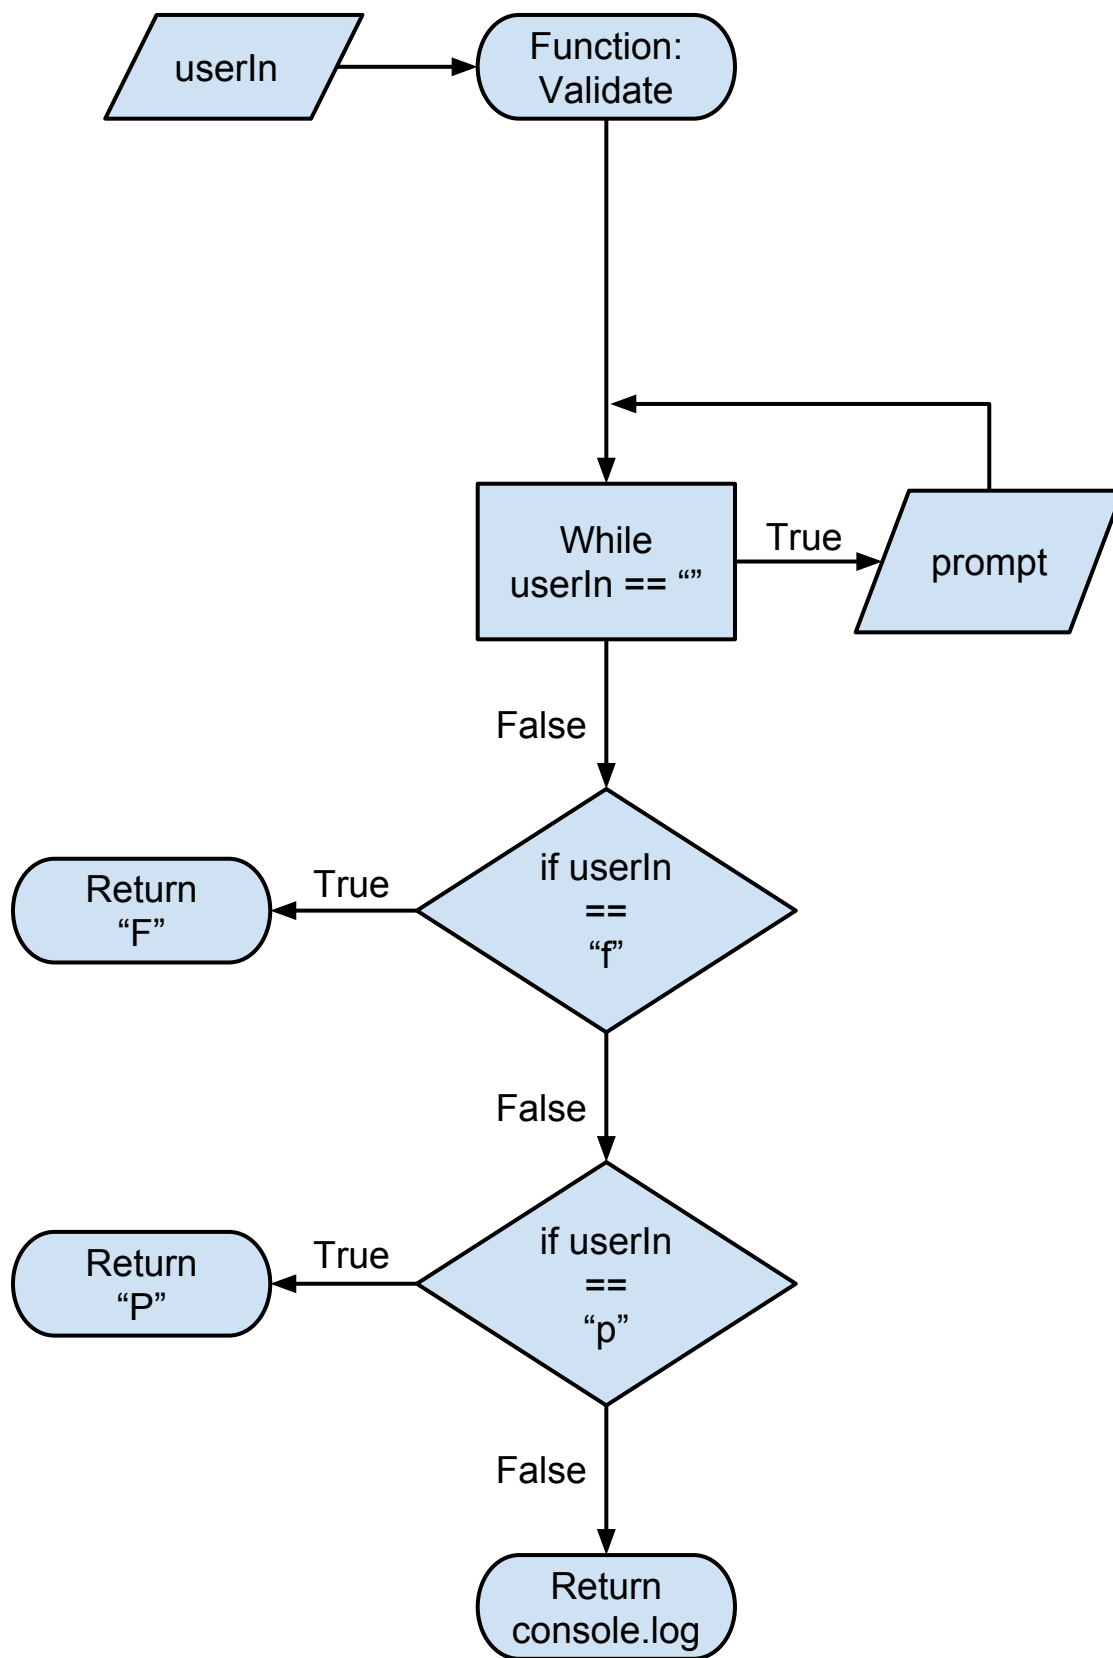 userIn
Function:
Validate
While
userIn == “”
True
prompt
False
if userIn
==
“f”
True
Return
“F”
False
if userIn
==
“p”
True
Return
“P”
False
Return
console.log